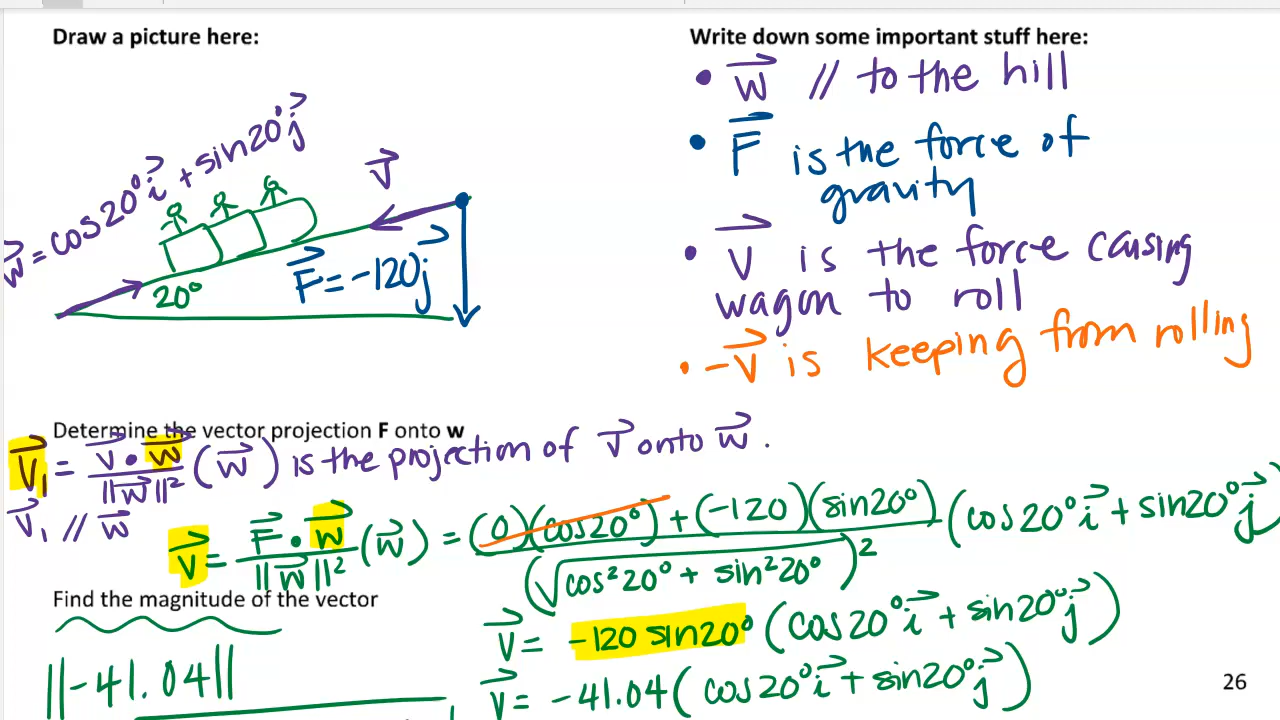 Draw a picture here:
Write down some important stuff here:
• w⃗ // to the hill
• F⃗ is the force of
gravity
• V⃗ is the force causing
wagon to roll
• -V⃗ is keeping from rolling
w⃗ = cos20° i⃗ + sin20° j⃗
V⃗
20°
F⃗ = -120j⃗
Determine the vector projection F onto w
V⃗₁ = V⃗ • w⃗ / ||w⃗||² (w⃗) is the projection of V⃗ onto w⃗.
V⃗₁ // w⃗
V⃗ = F⃗ • w⃗ / ||w⃗||² (w⃗) = (0)(cos20°) + (-120)(sin20°) / (√cos²20° + sin²20°)² (cos20° i⃗ + sin20° j⃗
Find the magnitude of the vector
V⃗ = -120 sin20° (cos20° i⃗ + sin20° j⃗)
||-41.04||
V⃗ = -41.04 (cos20° i⃗ + sin20° j⃗)
26